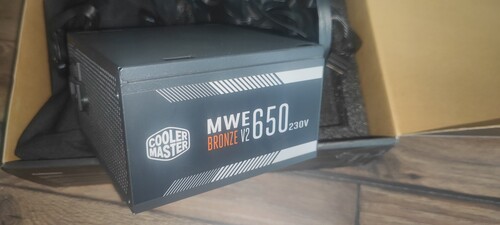 COOLER
MASTER
MWE
BRONZE V2
650
230V